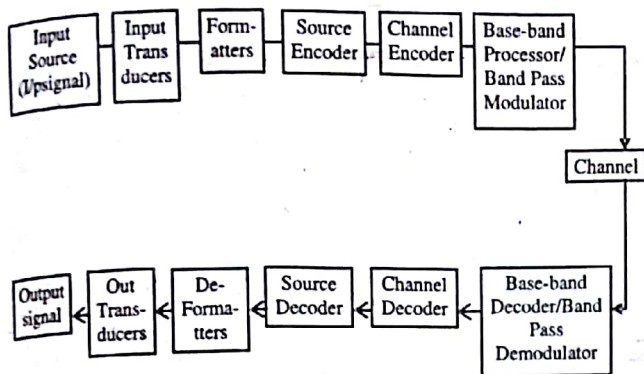 Input
Source
(I/psignal)
Input
Trans
ducers
Form-
atters
Source
Encoder
Channel
Encoder
Base-band
Processor/
Band Pass
Modulator
Channel
Output
signal
Out
Trans-
ducers
De-
Forma-
tters
Source
Decoder
Channel
Decoder
Base-band
Decoder/Band
Pass
Demodulator